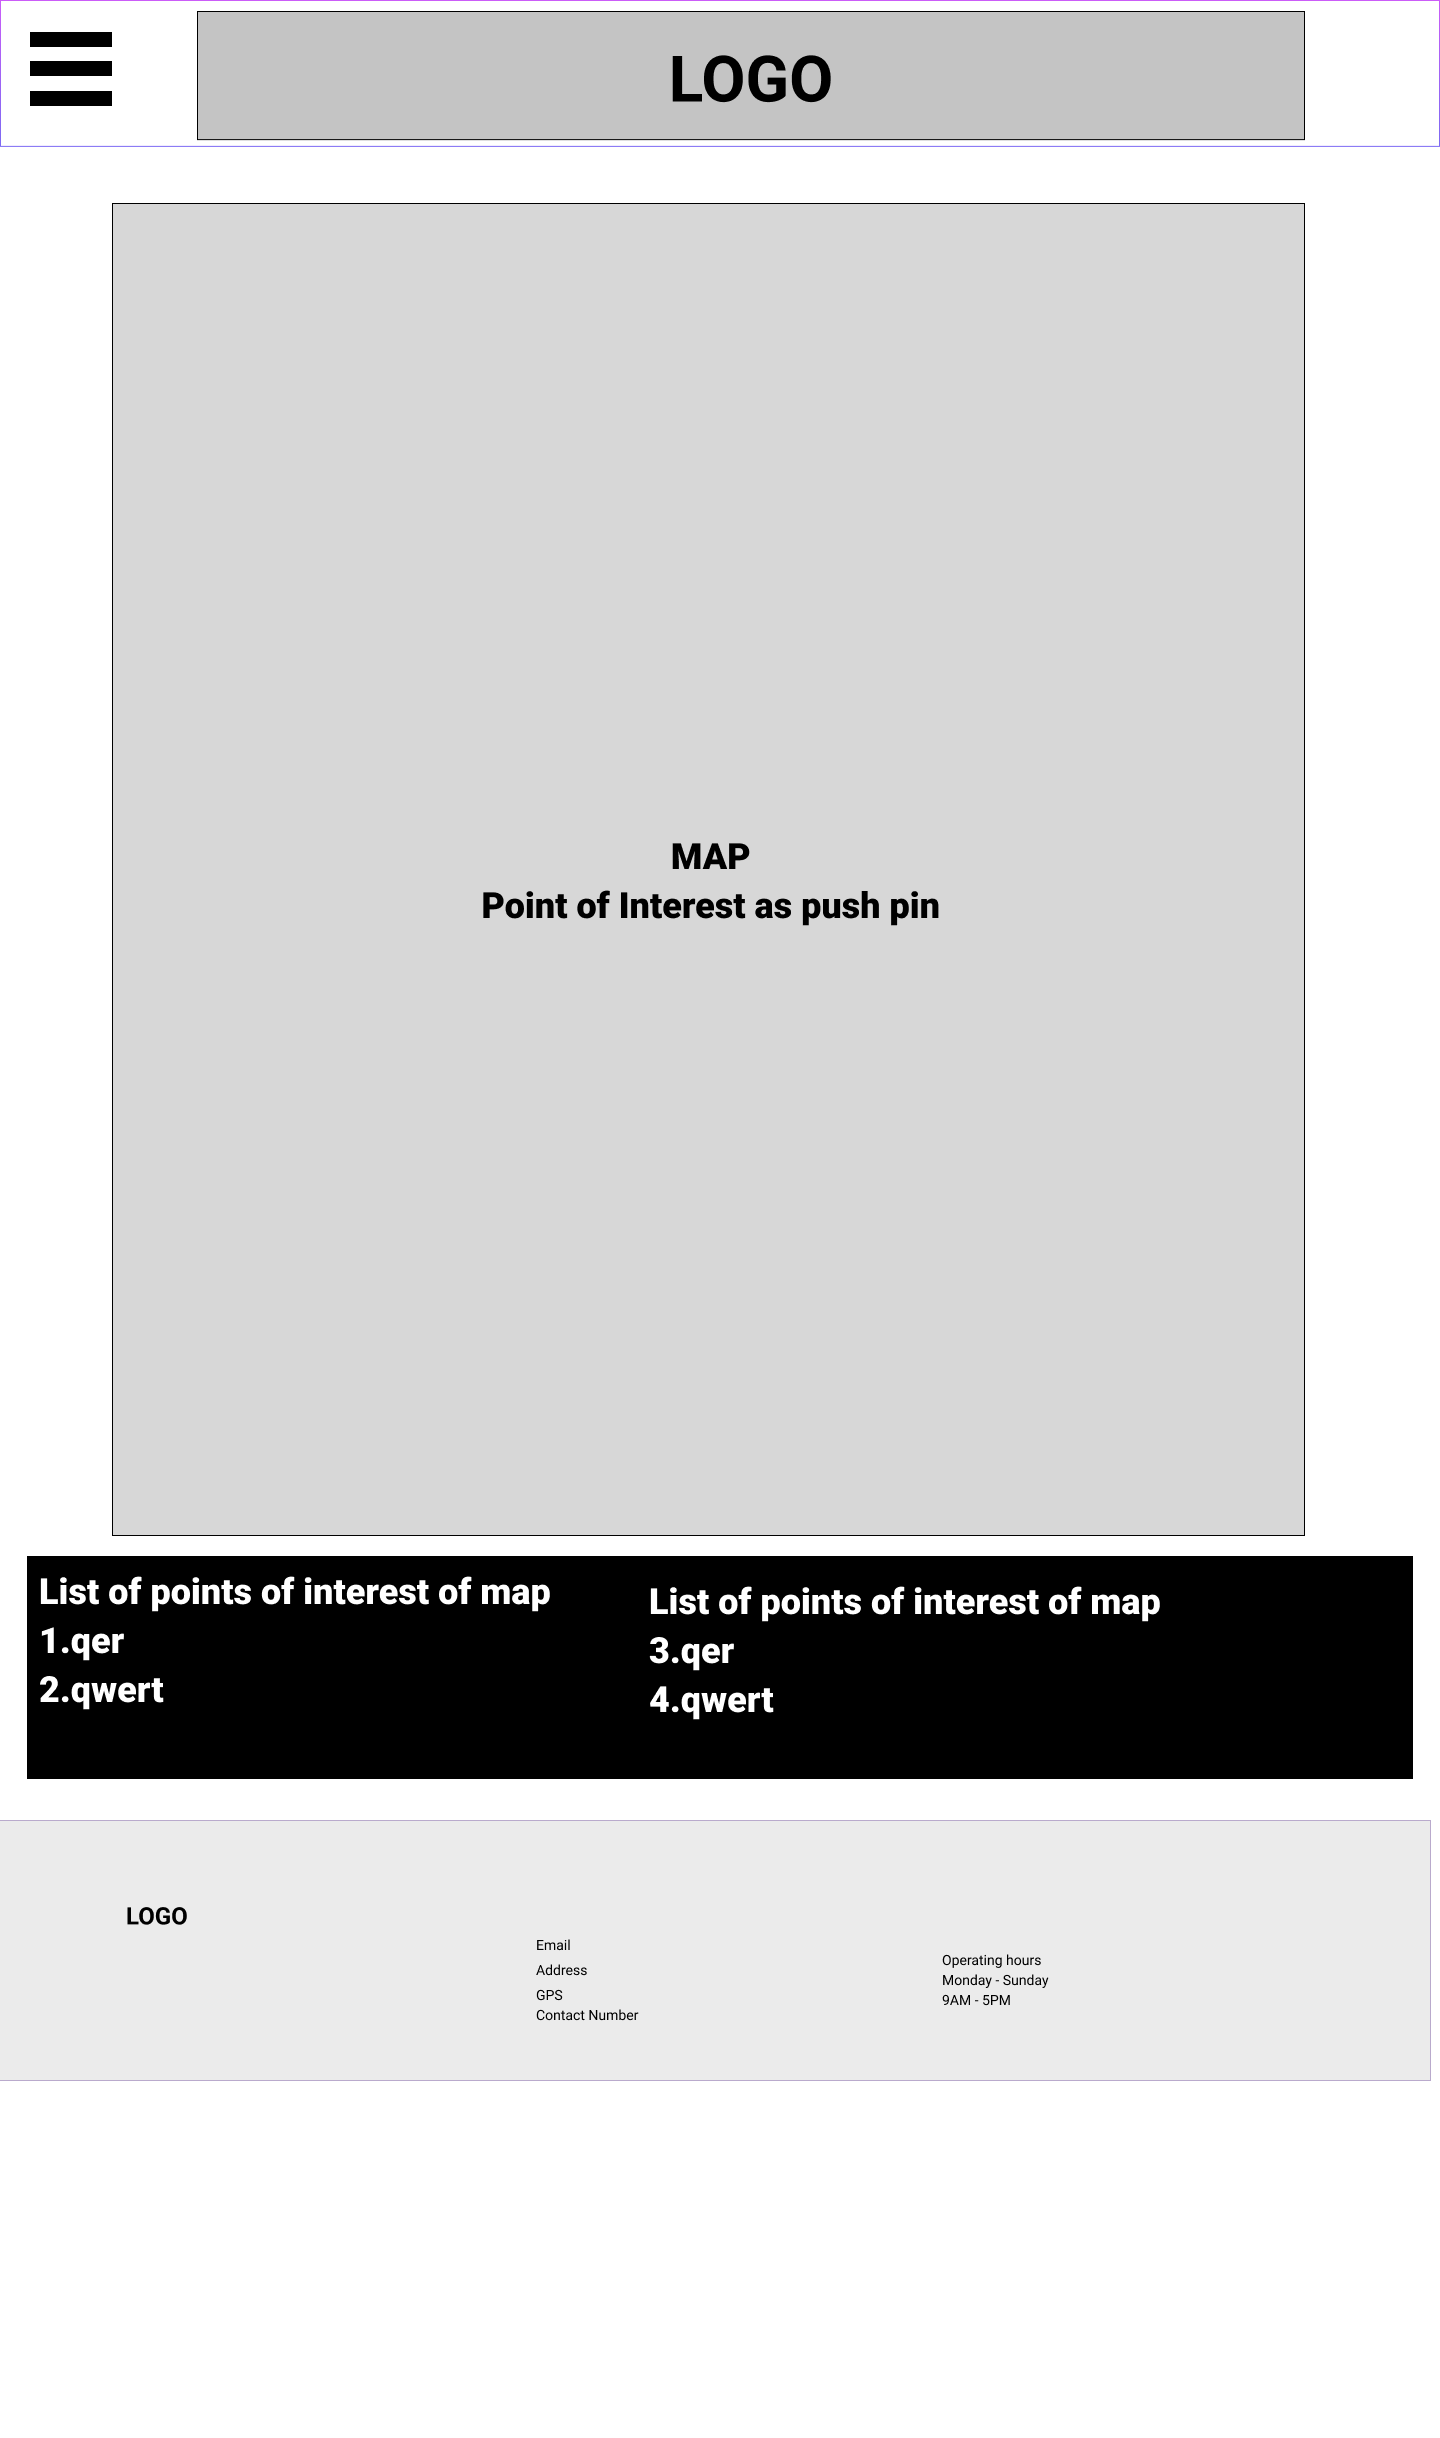 LOGO
MAP
Point of Interest as push pin
List of points of interest of map
1.qer
2.qwert
List of points of interest of map
3.qer
4.qwert
LOGO
Email
Address
GPS
Contact Number
Operating hours
Monday - Sunday
9AM - 5PM